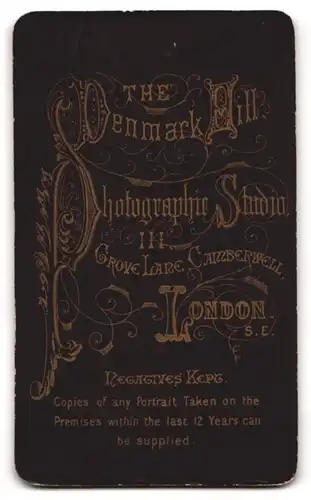 THE
Denmark Hill
Photographic Studio,
111
GROVE LANE, CAMBERWELL,
LONDON.
S.E.
NEGATIVES KEPT.
Copies of any Portrait Taken on the
Premises within the last 12 Years can
be supplied.